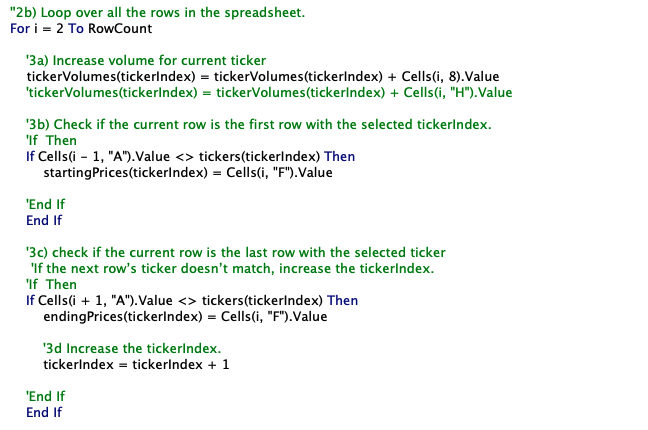 "2b) Loop over all the rows in the spreadsheet.
For i = 2 To RowCount
'3a) Increase volume for current ticker
tickerVolumes(tickerIndex) = tickerVolumes(tickerIndex) + Cells(i, 8).Value
'tickerVolumes(tickerIndex) = tickerVolumes(tickerIndex) + Cells(i, "H").Value
'3b) Check if the current row is the first row with the selected tickerIndex.
'If  Then
If Cells(i - 1, "A").Value <> tickers(tickerIndex) Then
startingPrices(tickerIndex) = Cells(i, "F").Value
'End If
End If
'3c) check if the current row is the last row with the selected ticker
'If the next row's ticker doesn't match, increase the tickerIndex.
'If  Then
If Cells(i + 1, "A").Value <> tickers(tickerIndex) Then
endingPrices(tickerIndex) = Cells(i, "F").Value
'3d Increase the tickerIndex.
tickerIndex = tickerIndex + 1
'End If
End If